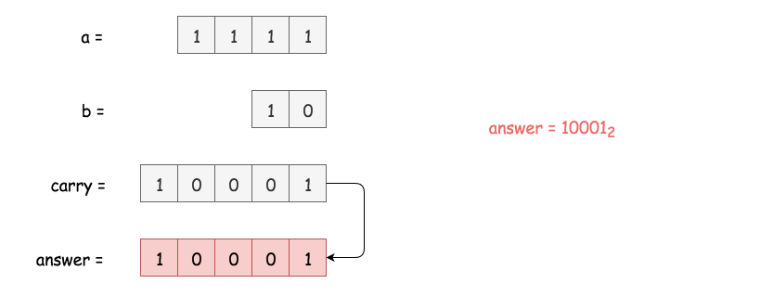 a = 1 1 1 1
b = 1 0
answer = 10001₂
carry = 1 0 0 0 1
answer = 1 0 0 0 1